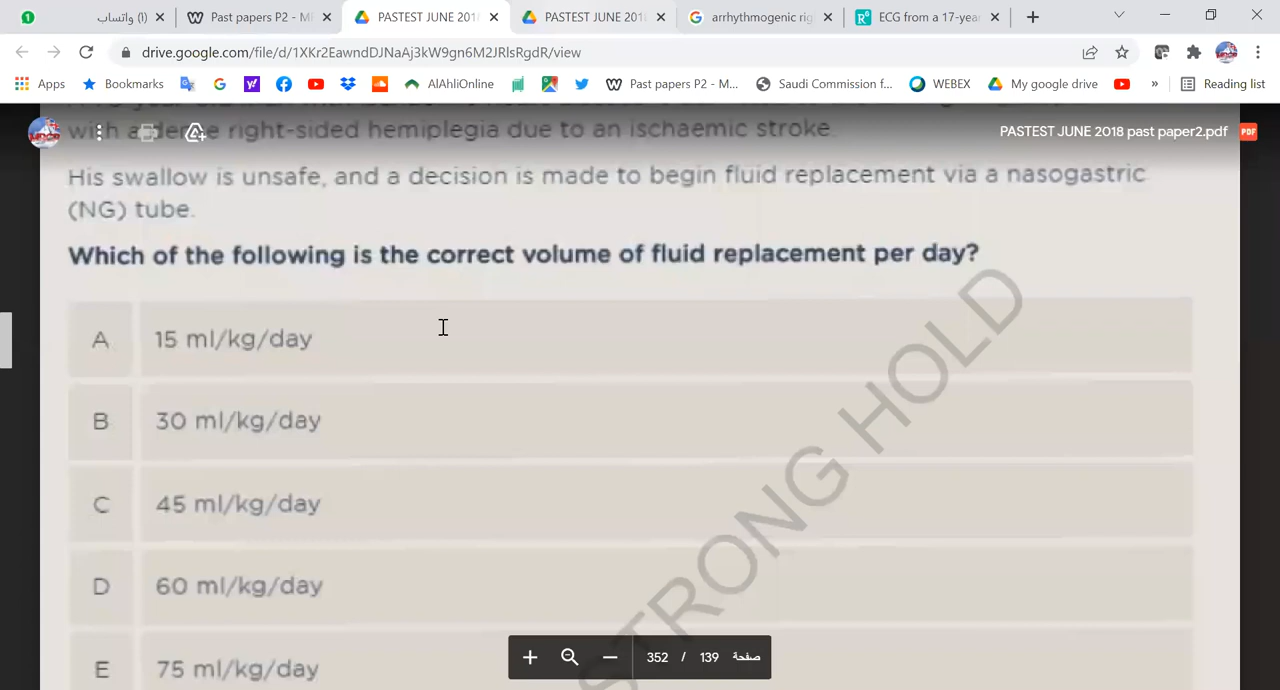 (۱) واتساب
Past papers P2 - MF
PASTEST JUNE 201
PASTEST JUNE 201
arrhythmogenic rig
ECG from a 17-yea
drive.google.com/file/d/1XKr2EawndDJNaAj3kW9gn6M2JRlsRgdR/view
Apps
Bookmarks
AlAhliOnline
Past papers P2 - M...
Saudi Commission f...
WEBEX
My google drive
»
Reading list
with a dense right-sided hemiplegia due to an ischaemic stroke.
PASTEST JUNE 2018 past paper2.pdf
PDF
His swallow is unsafe, and a decision is made to begin fluid replacement via a nasogastric
(NG) tube.
Which of the following is the correct volume of fluid replacement per day?
A 15 ml/kg/day
B 30 ml/kg/day
C 45 ml/kg/day
D 60 ml/kg/day
E 75 ml/kg/day
STRONG HOLD
352 / 139 صفحة